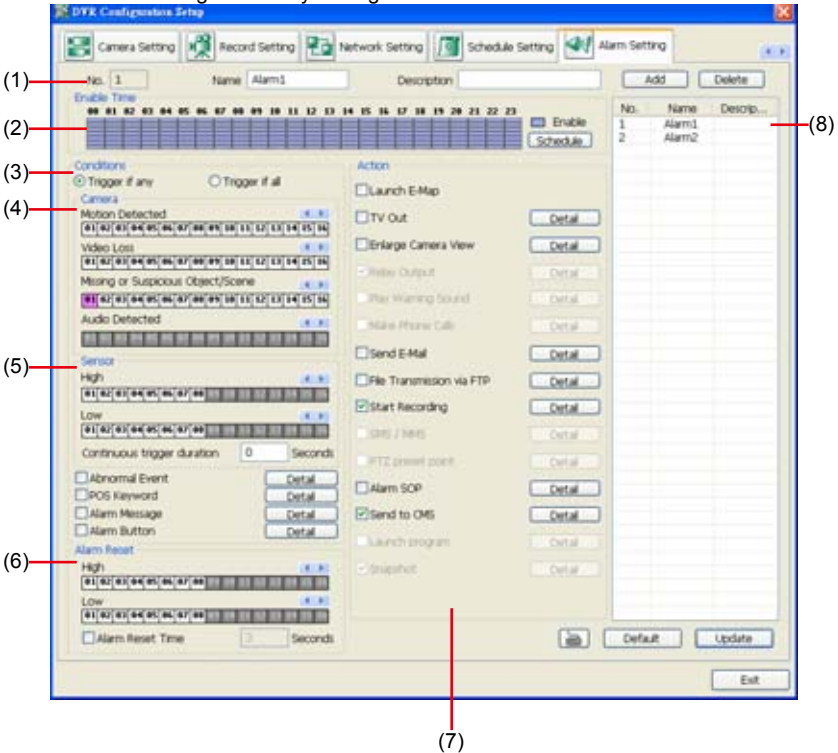 DVR Configuration Setup
Camera Setting Record Setting Network Setting Schedule Setting Alarm Setting
(1) No. 1 Name Alarm1 Description Add Delete
Enable Time
00 01 02 03 04 05 06 07 08 09 10 11 12 13 14 15 16 17 18 19 20 21 22 23
(2) Enable
Schedule
No. Name Descrip...
1 Alarm1
2 Alarm2
(8)
(3) Conditions
Trigger if any Trigger if all
(4) Camera
Motion Detected
01 02 03 04 05 06 07 08 09 10 11 12 13 14 15 16
Video Loss
01 02 03 04 05 06 07 08 09 10 11 12 13 14 15 16
Missing or Suspicious Object/Scene
01 02 03 04 05 06 07 08 09 10 11 12 13 14 15 16
Audio Detected
(5) Sensor
High
01 02 03 04 05 06 07 08
Low
01 02 03 04 05 06 07 08
Continuous trigger duration 0 Seconds
Abnormal Event Detail
POS Keyword Detail
Alarm Message Detail
Alarm Button Detail
(6) Alarm Reset
High
01 02 03 04 05 06 07 08
Low
01 02 03 04 05 06 07 08
Alarm Reset Time 3 Seconds
Action
Launch E-Map
TV Out Detail
Enlarge Camera View Detail
Relay Output Detail
Play Warning Sound Detail
Make Phone Call Detail
Send E-Mail Detail
File Transmission via FTP Detail
Start Recording Detail
SMS / MMS Detail
PTZ preset point Detail
Alarm SOP Detail
Send to CMS Detail
Launch program Detail
Snapshot Detail
(7)
Default Update
Exit